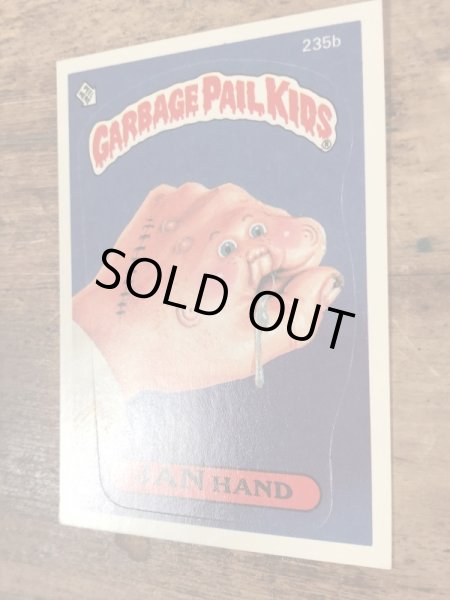 235b
GARBAGE PAIL KIDS®
SOLD OUT
HAND